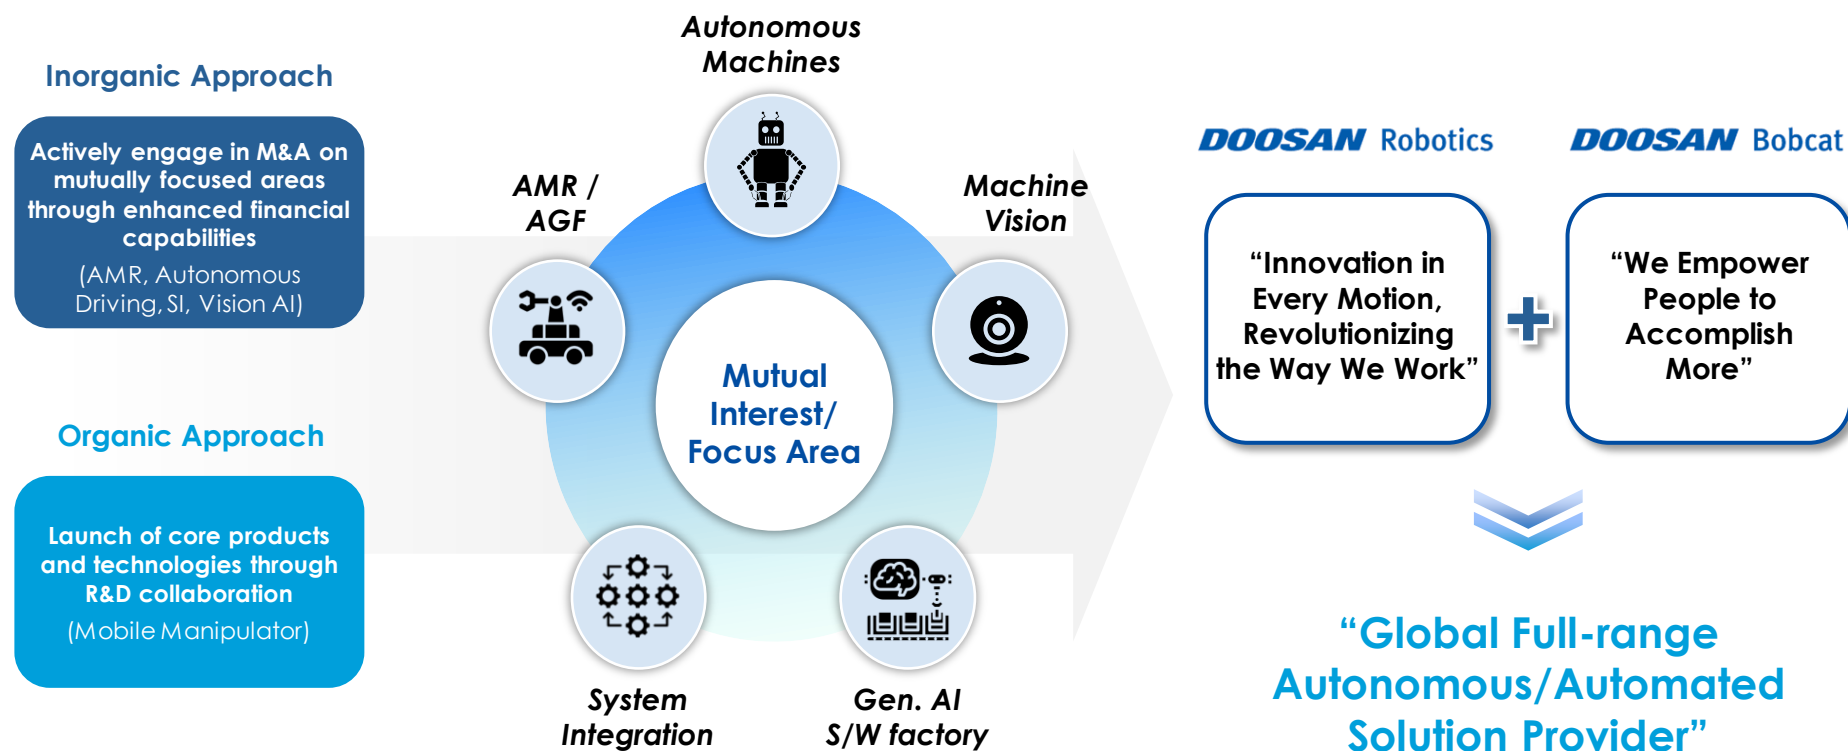 Inorganic Approach
Actively engage in M&A on
mutually focused areas
through enhanced financial
capabilities
(AMR, Autonomous
Driving, SI, Vision AI)
Organic Approach
Launch of core products
and technologies through
R&D collaboration
(Mobile Manipulator)
Autonomous
Machines
AMR /
AGF
Machine
Vision
Mutual
Interest/
Focus Area
System
Integration
Gen. AI
S/W factory
DOOSAN Robotics
“Innovation in
Every Motion,
Revolutionizing
the Way We Work”
DOOSAN Bobcat
“We Empower
People to
Accomplish
More”
“Global Full-range
Autonomous/Automated
Solution Provider”